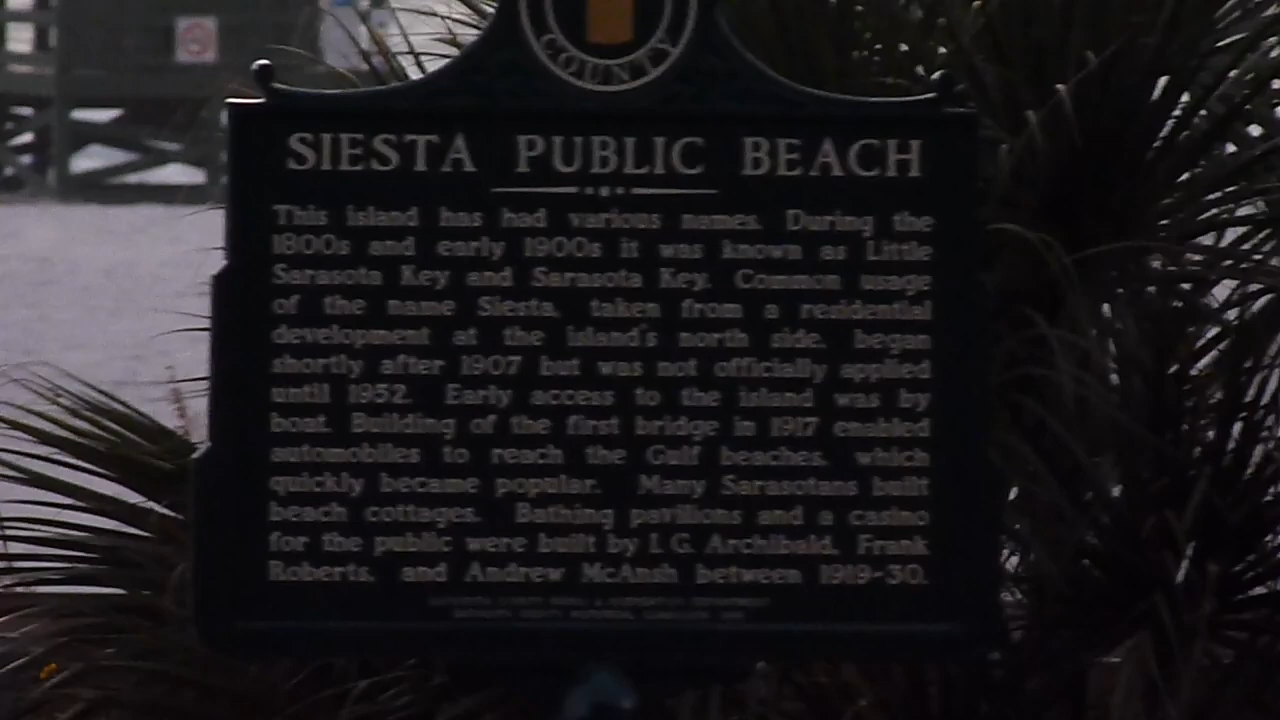 COUNTY
SIESTA PUBLIC BEACH
This island has had various names. During the
1800s and early 1900s it was known as Little
Sarasota Key and Sarasota Key. Common usage
of the name Siesta, taken from a residential
development at the island's north side, began
shortly after 1907 but was not officially applied
until 1952. Early access to the island was by
boat. Building of the first bridge in 1917 enabled
automobiles to reach the Gulf beaches, which
quickly became popular. Many Sarasotans built
beach cottages. Bathing pavilions and a casino
for the public were built by I. G. Archibald, Frank
Roberts, and Andrew McAnsh between 1919-30.